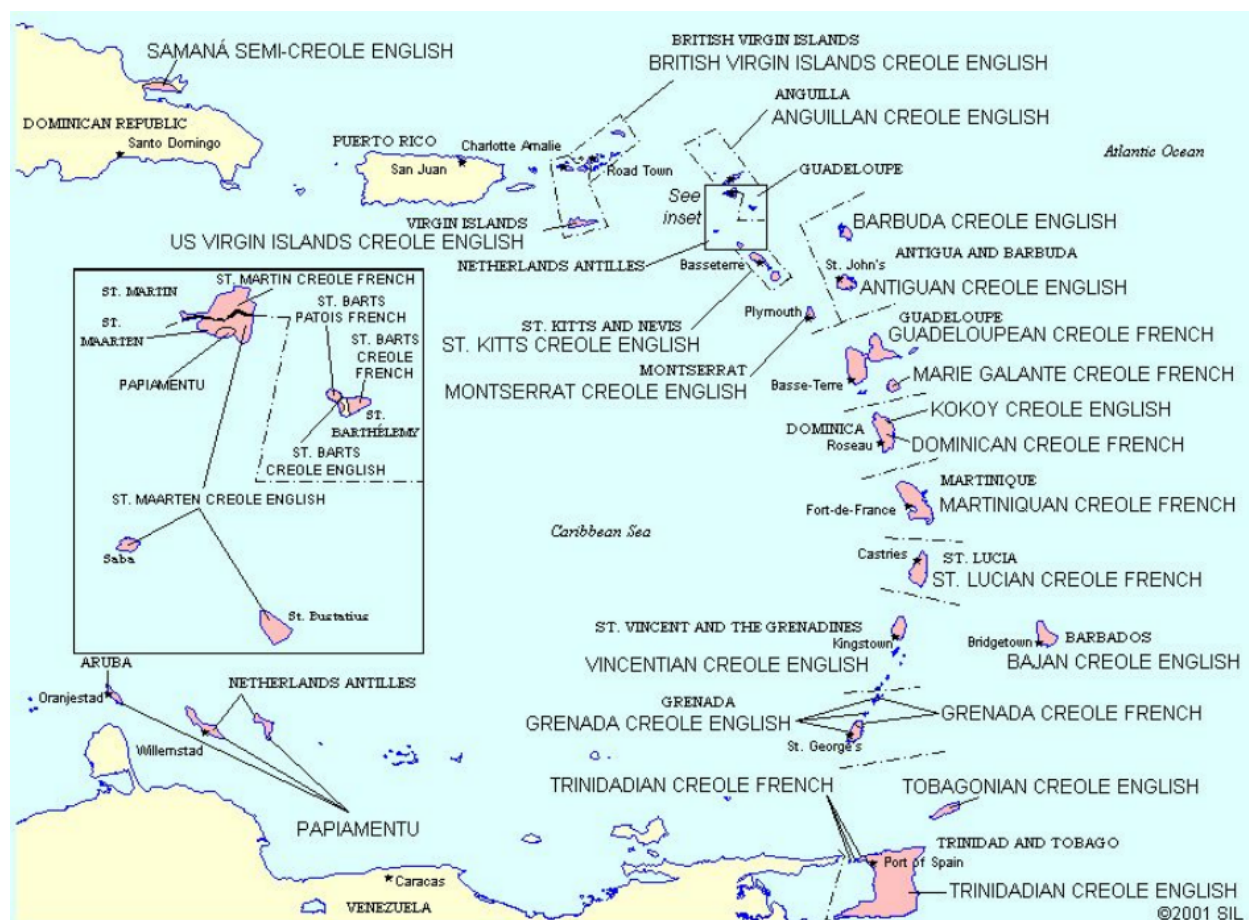 SAMANÁ SEMI-CREOLE ENGLISH
DOMINICAN REPUBLIC
Santo Domingo
PUERTO RICO
San Juan
Charlotte Amalie
BRITISH VIRGIN ISLANDS
BRITISH VIRGIN ISLANDS CREOLE ENGLISH
Road Town
ANGUILLA
ANGUILLAN CREOLE ENGLISH
Atlantic Ocean
GUADELOUPE
See
inset
VIRGIN ISLANDS
US VIRGIN ISLANDS CREOLE ENGLISH
NETHERLANDS ANTILLES
Basseterre
BARBUDA CREOLE ENGLISH
ANTIGUA AND BARBUDA
St. John's
ANTIGUAN CREOLE ENGLISH
ST. KITTS AND NEVIS
ST. KITTS CREOLE ENGLISH
Plymouth
MONTSERRAT
MONTSERRAT CREOLE ENGLISH
GUADELOUPE
GUADELOUPEAN CREOLE FRENCH
Basse-Terre
MARIE GALANTE CREOLE FRENCH
KOKOY CREOLE ENGLISH
DOMINICA
Roseau
DOMINICAN CREOLE FRENCH
MARTINIQUE
Fort-de-France
MARTINIQUAN CREOLE FRENCH
Caribbean Sea
Castries
ST. LUCIA
ST. LUCIAN CREOLE FRENCH
ST. VINCENT AND THE GRENADINES
Kingstown
VINCENTIAN CREOLE ENGLISH
Bridgetown
BARBADOS
BAJAN CREOLE ENGLISH
GRENADA
GRENADA CREOLE ENGLISH
GRENADA CREOLE FRENCH
St. George's
TRINIDADIAN CREOLE FRENCH
TOBAGONIAN CREOLE ENGLISH
TRINIDAD AND TOBAGO
Port of Spain
TRINIDADIAN CREOLE ENGLISH
ST. MARTIN CREOLE FRENCH
ST. MARTIN
ST. BARTS
PATOIS FRENCH
ST.
MAARTEN
ST. BARTS
CREOLE
FRENCH
PAPIAMENTU
ST.
BARTHÉLEMY
ST. BARTS
CREOLE ENGLISH
ST. MAARTEN CREOLE ENGLISH
Saba
St. Eustatius
ARUBA
Oranjestad
NETHERLANDS ANTILLES
Willemstad
PAPIAMENTU
Caracas
VENEZUELA
©2001 SIL